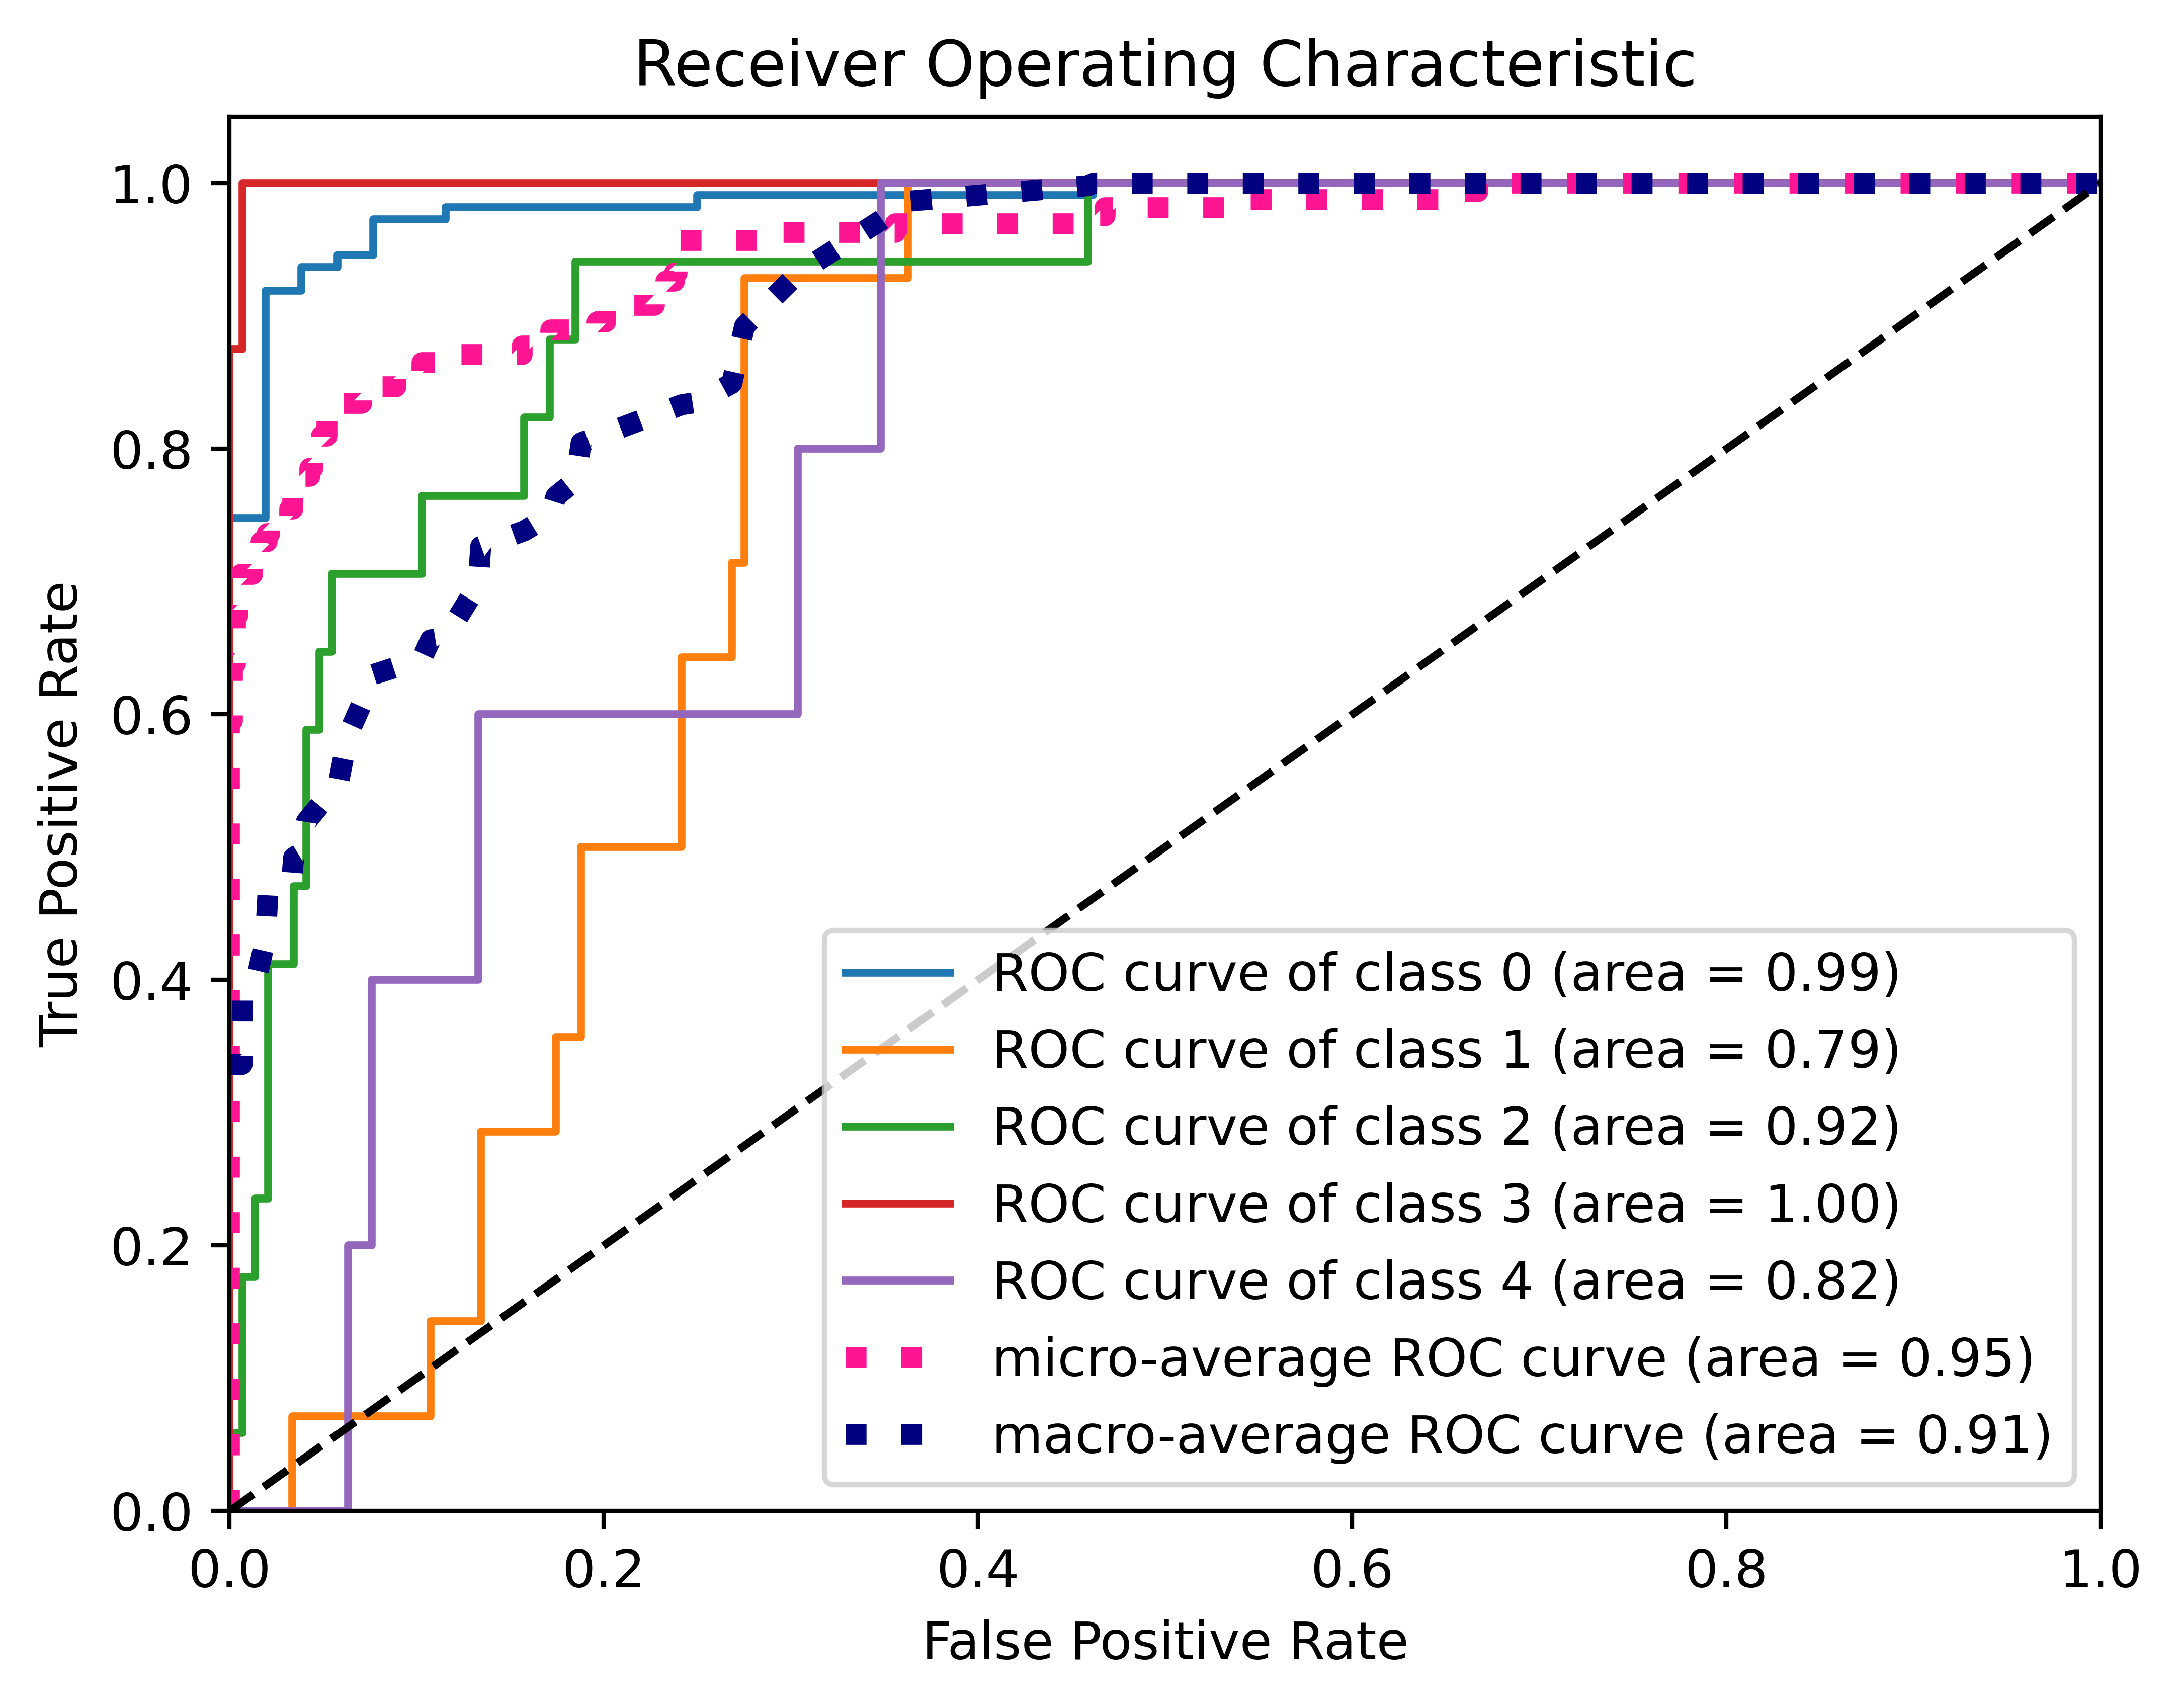 Receiver Operating Characteristic
1.0
0.8
0.6
0.4
0.2
0.0
True Positive Rate
ROC curve of class 0 (area = 0.99)
ROC curve of class 1 (area = 0.79)
ROC curve of class 2 (area = 0.92)
ROC curve of class 3 (area = 1.00)
ROC curve of class 4 (area = 0.82)
micro-average ROC curve (area = 0.95)
macro-average ROC curve (area = 0.91)
0.0 0.2 0.4 0.6 0.8 1.0
False Positive Rate